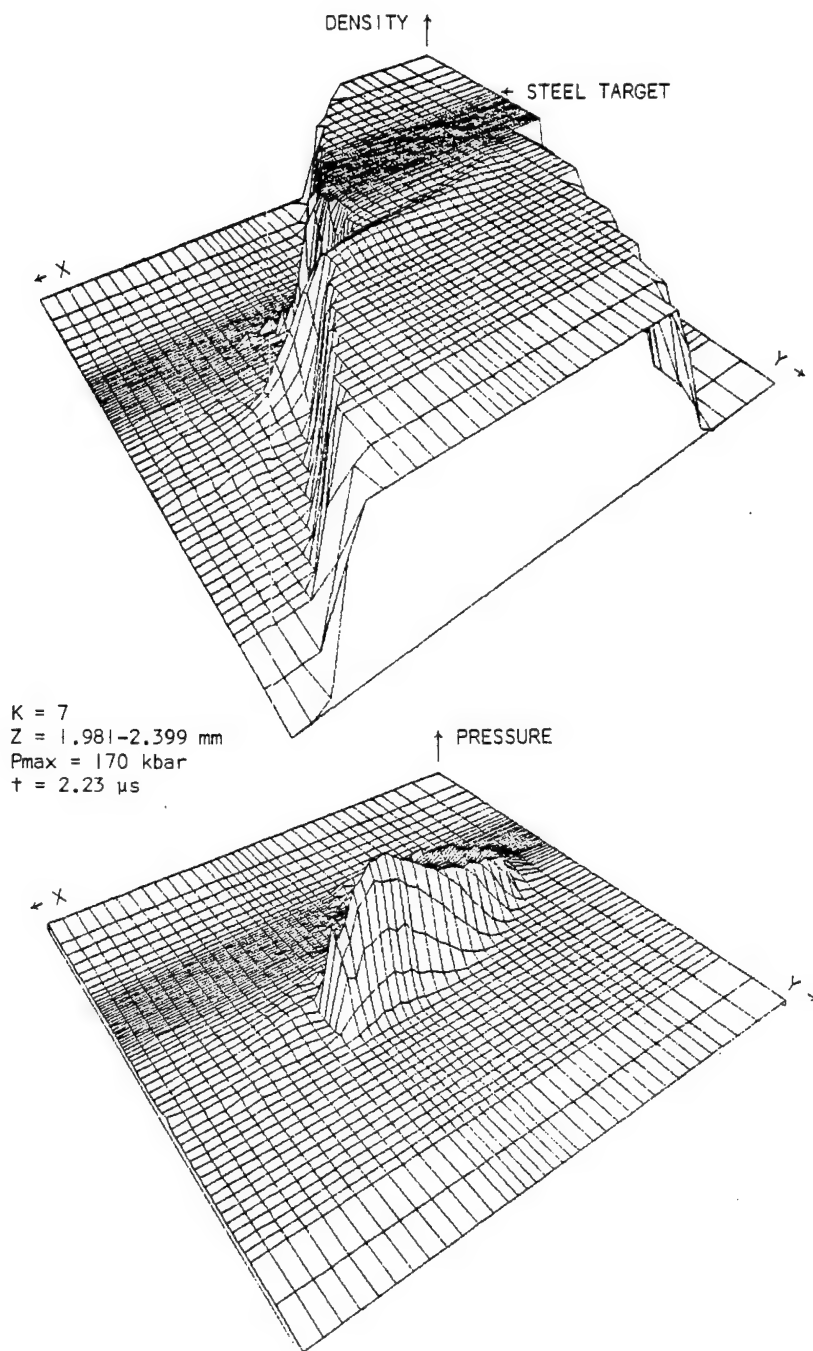 DENSITY ↑
← STEEL TARGET
← X
Y →
K = 7
Z = 1.981-2.399 mm
Pmax = 170 kbar
t = 2.23 μs
↑ PRESSURE
← X
Y →